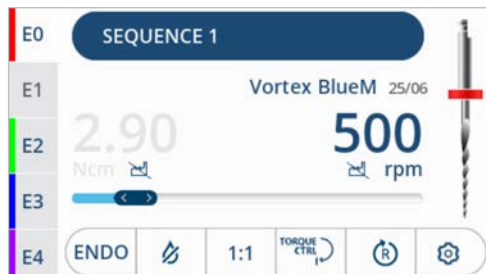 E0
SEQUENCE 1
E1
Vortex BlueM 25/06
E2
2.90
500
Ncm
rpm
E3
E4
ENDO
1:1
TORQUE
CTRL
R